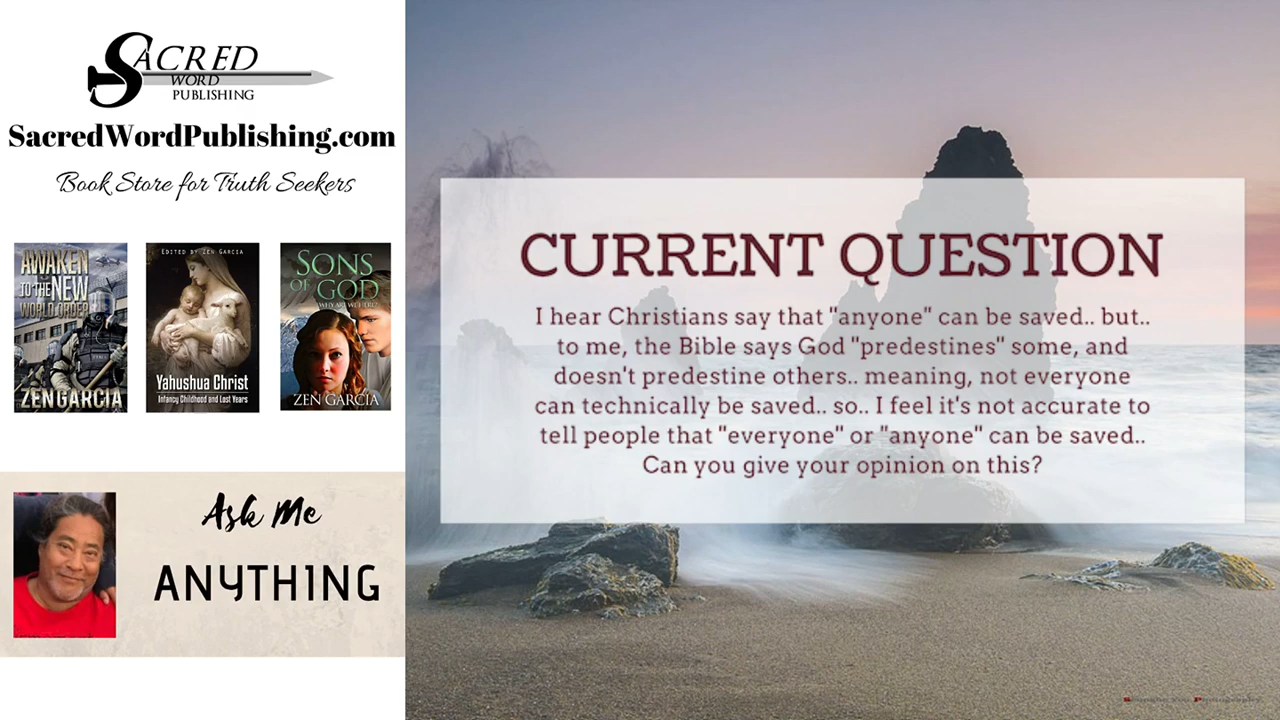 SACRED
WORD
PUBLISHING
SacredWordPublishing.com
Book Store for Truth Seekers
AWAKEN
TO THE NEW
WORLD ORDER
ZEN GARCIA
EDITED BY ZEN GARCIA
Yahushua Christ
Infancy Childhood and Lost Years
SONS
OF GOD
WHY ARE WE HERE?
ZEN GARCIA
Ask Me
ANYTHING
CURRENT QUESTION
I hear Christians say that "anyone" can be saved.. but..
to me, the Bible says God "predestines" some, and
doesn't predestine others.. meaning, not everyone
can technically be saved.. so.. I feel it's not accurate to
tell people that "everyone" or "anyone" can be saved..
Can you give your opinion on this?